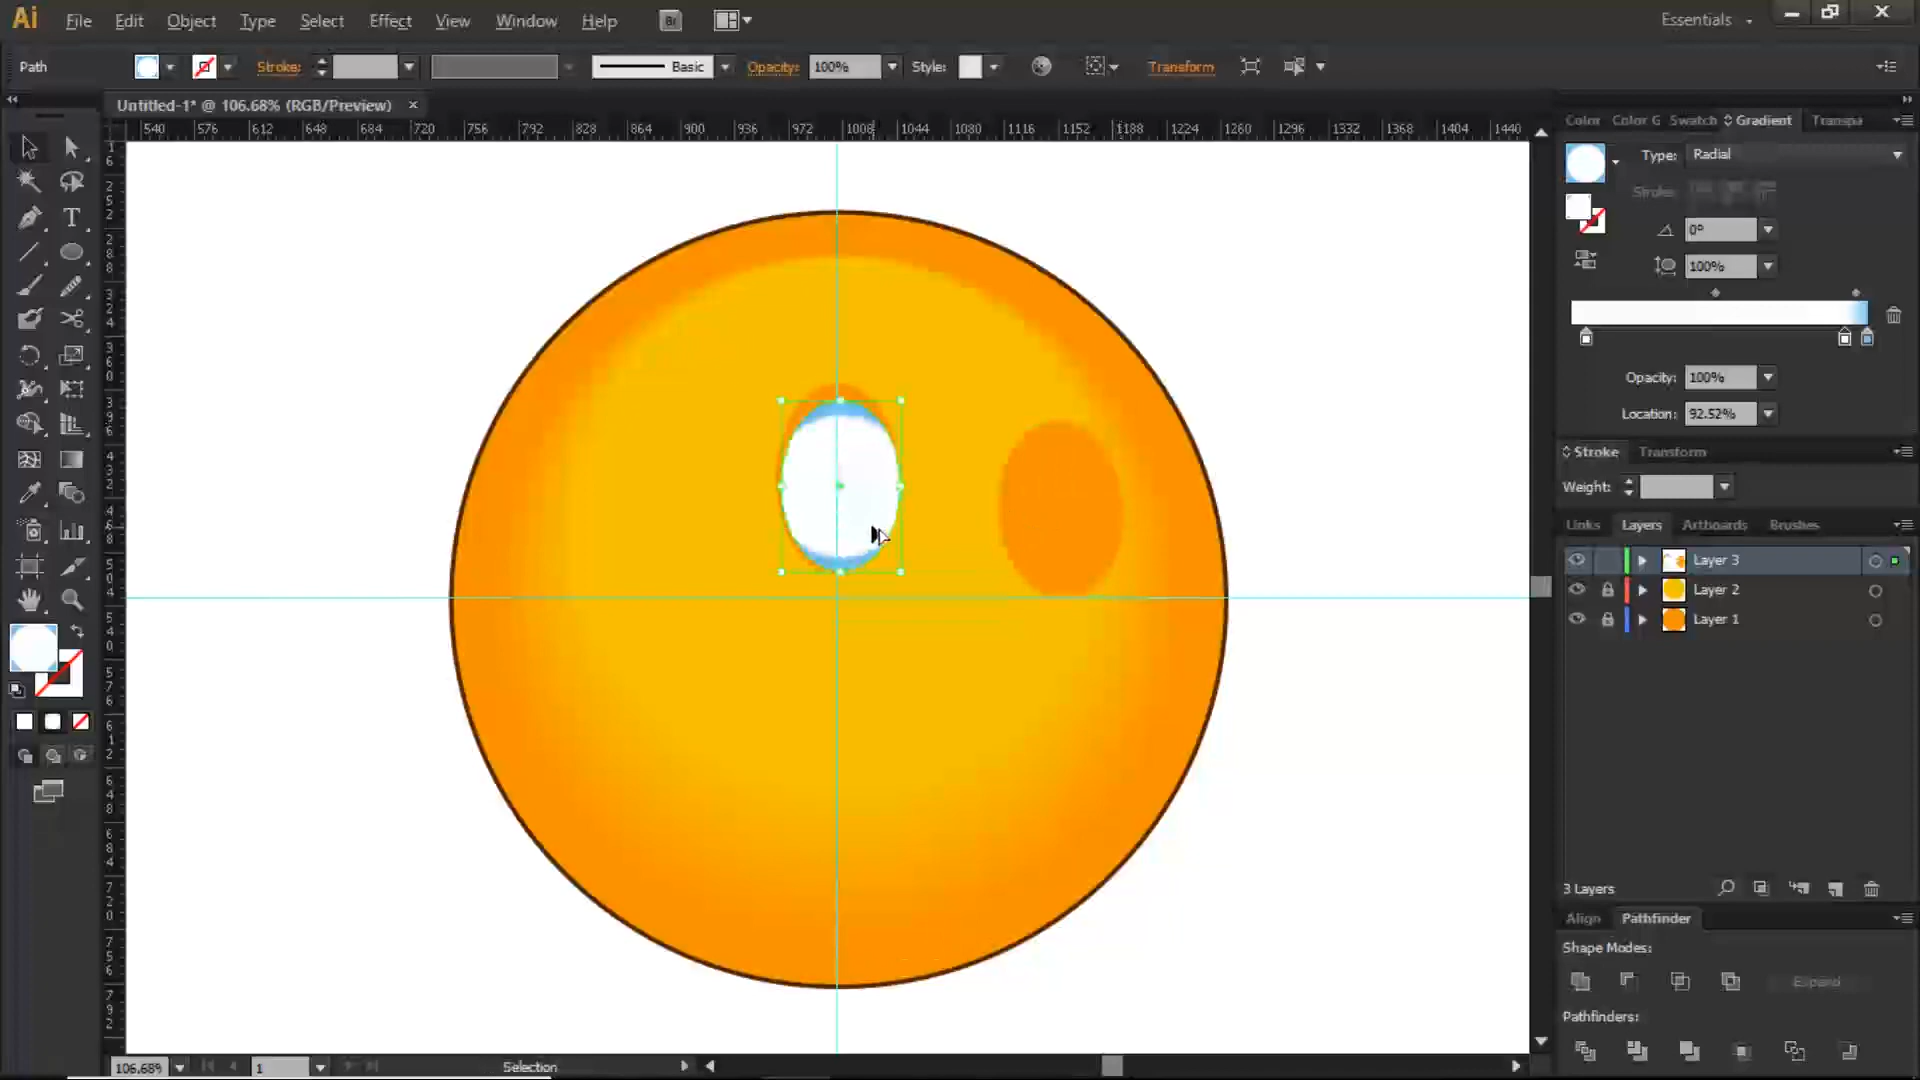 Ai File Edit Object Type Select Effect View Window Help Br Essentials
Path Stroke: Basic Opacity: 100% Style: Transform
Untitled-1* @ 106.68% (RGB/Preview) ×
Color Color G Swatch Gradient Transpa
540 576 612 648 684 720 756 792 828 864 900 936 972 1008 1044 1080 1116 1152 1188 1224 1260 1296 1332 1368 1404 1440
Type: Radial
Stroke:
0°
100%
Opacity: 100%
Location: 92.52%
Stroke Transform
Weight:
Links Layers Artboards Brushes
Layer 3
Layer 2
Layer 1
3 Layers
Align Pathfinder
Shape Modes:
Expand
Pathfinders:
106.68% 1 Selection